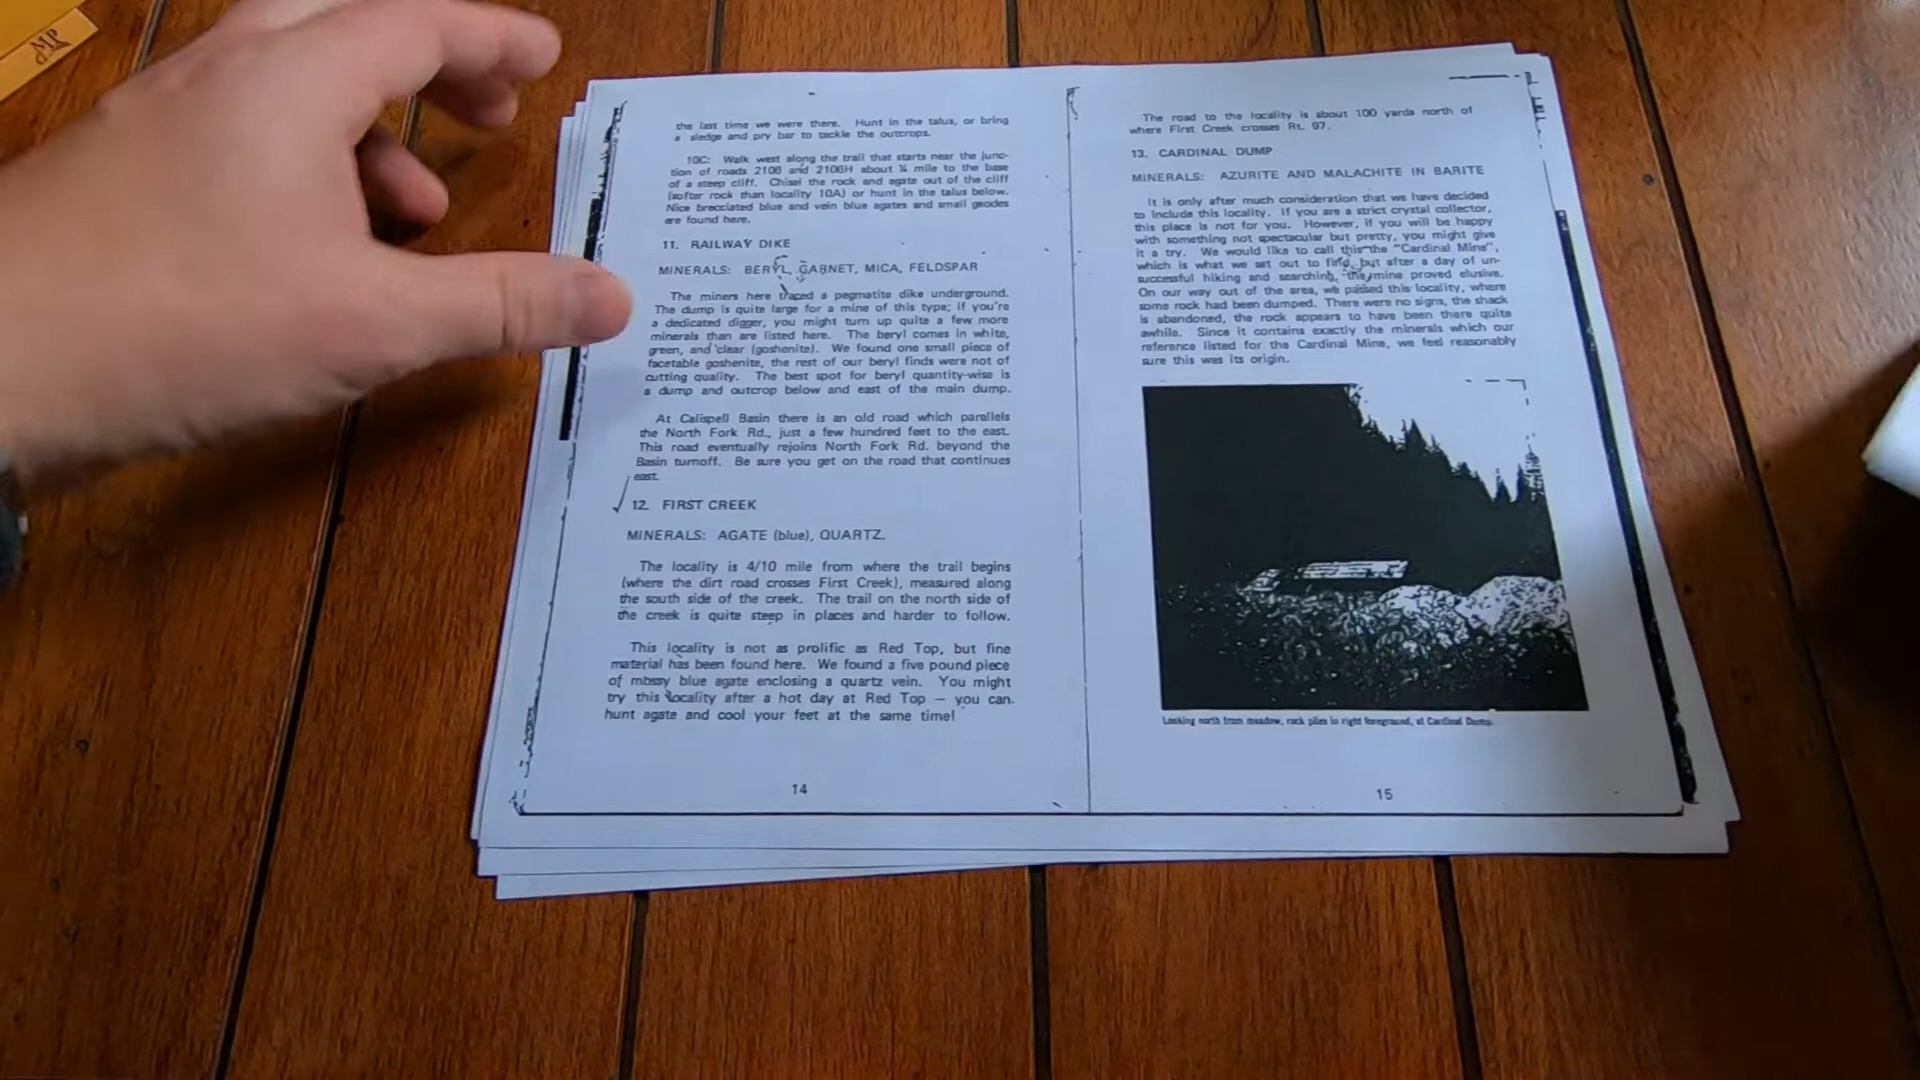 the last time we were there. Hunt in the talus, or bring
a sledge and pry bar to tackle the outcrops.
10C: Walk west along the trail that starts near the junc-
tion of roads 2106 and 2106H about ¼ mile to the base
of a steep cliff. Chisel the rock and agate out of the cliff
(softer rock than locality 10A) or hunt in the talus below.
Nice brecciated blue and vein blue agates and small geodes
are found here.
11. RAILWAY DIKE
MINERALS: BERYL, GARNET, MICA, FELDSPAR
The miners here traced a pegmatite dike underground.
The dump is quite large for a mine of this type; if you're
a dedicated digger, you might turn up quite a few more
minerals than are listed here. The beryl comes in white,
green, and clear (goshenite). We found one small piece of
facetable goshenite, the rest of our beryl finds were not of
cutting quality. The best spot for beryl quantity-wise is
a dump and outcrop below and east of the main dump.
At Calispell Basin there is an old road which parallels
the North Fork Rd., just a few hundred feet to the east.
This road eventually rejoins North Fork Rd. beyond the
Basin turnoff. Be sure you get on the road that continues
east.
12. FIRST CREEK
MINERALS: AGATE (blue), QUARTZ.
The locality is 4/10 mile from where the trail begins
(where the dirt road crosses First Creek), measured along
the south side of the creek. The trail on the north side of
the creek is quite steep in places and harder to follow.
This locality is not as prolific as Red Top, but fine
material has been found here. We found a five pound piece
of mossy blue agate enclosing a quartz vein. You might
try this locality after a hot day at Red Top — you can
hunt agate and cool your feet at the same time!
14
The road to the locality is about 100 yards north of
where First Creek crosses Rt. 97.
13. CARDINAL DUMP
MINERALS: AZURITE AND MALACHITE IN BARITE
It is only after much consideration that we have decided
to include this locality. If you are a strict crystal collector,
this place is not for you. However, if you will be happy
with something not spectacular but pretty, you might give
it a try. We would like to call this the "Cardinal Mine",
which is what we set out to find, but after a day of un-
successful hiking and searching, the mine proved elusive.
On our way out of the area, we passed this locality, where
some rock had been dumped. There were no signs, the shack
is abandoned, the rock appears to have been there quite
awhile. Since it contains exactly the minerals which our
reference listed for the Cardinal Mine, we feel reasonably
sure this was its origin.
Looking north from meadow, rock piles in right foreground, at Cardinal Dump.
15